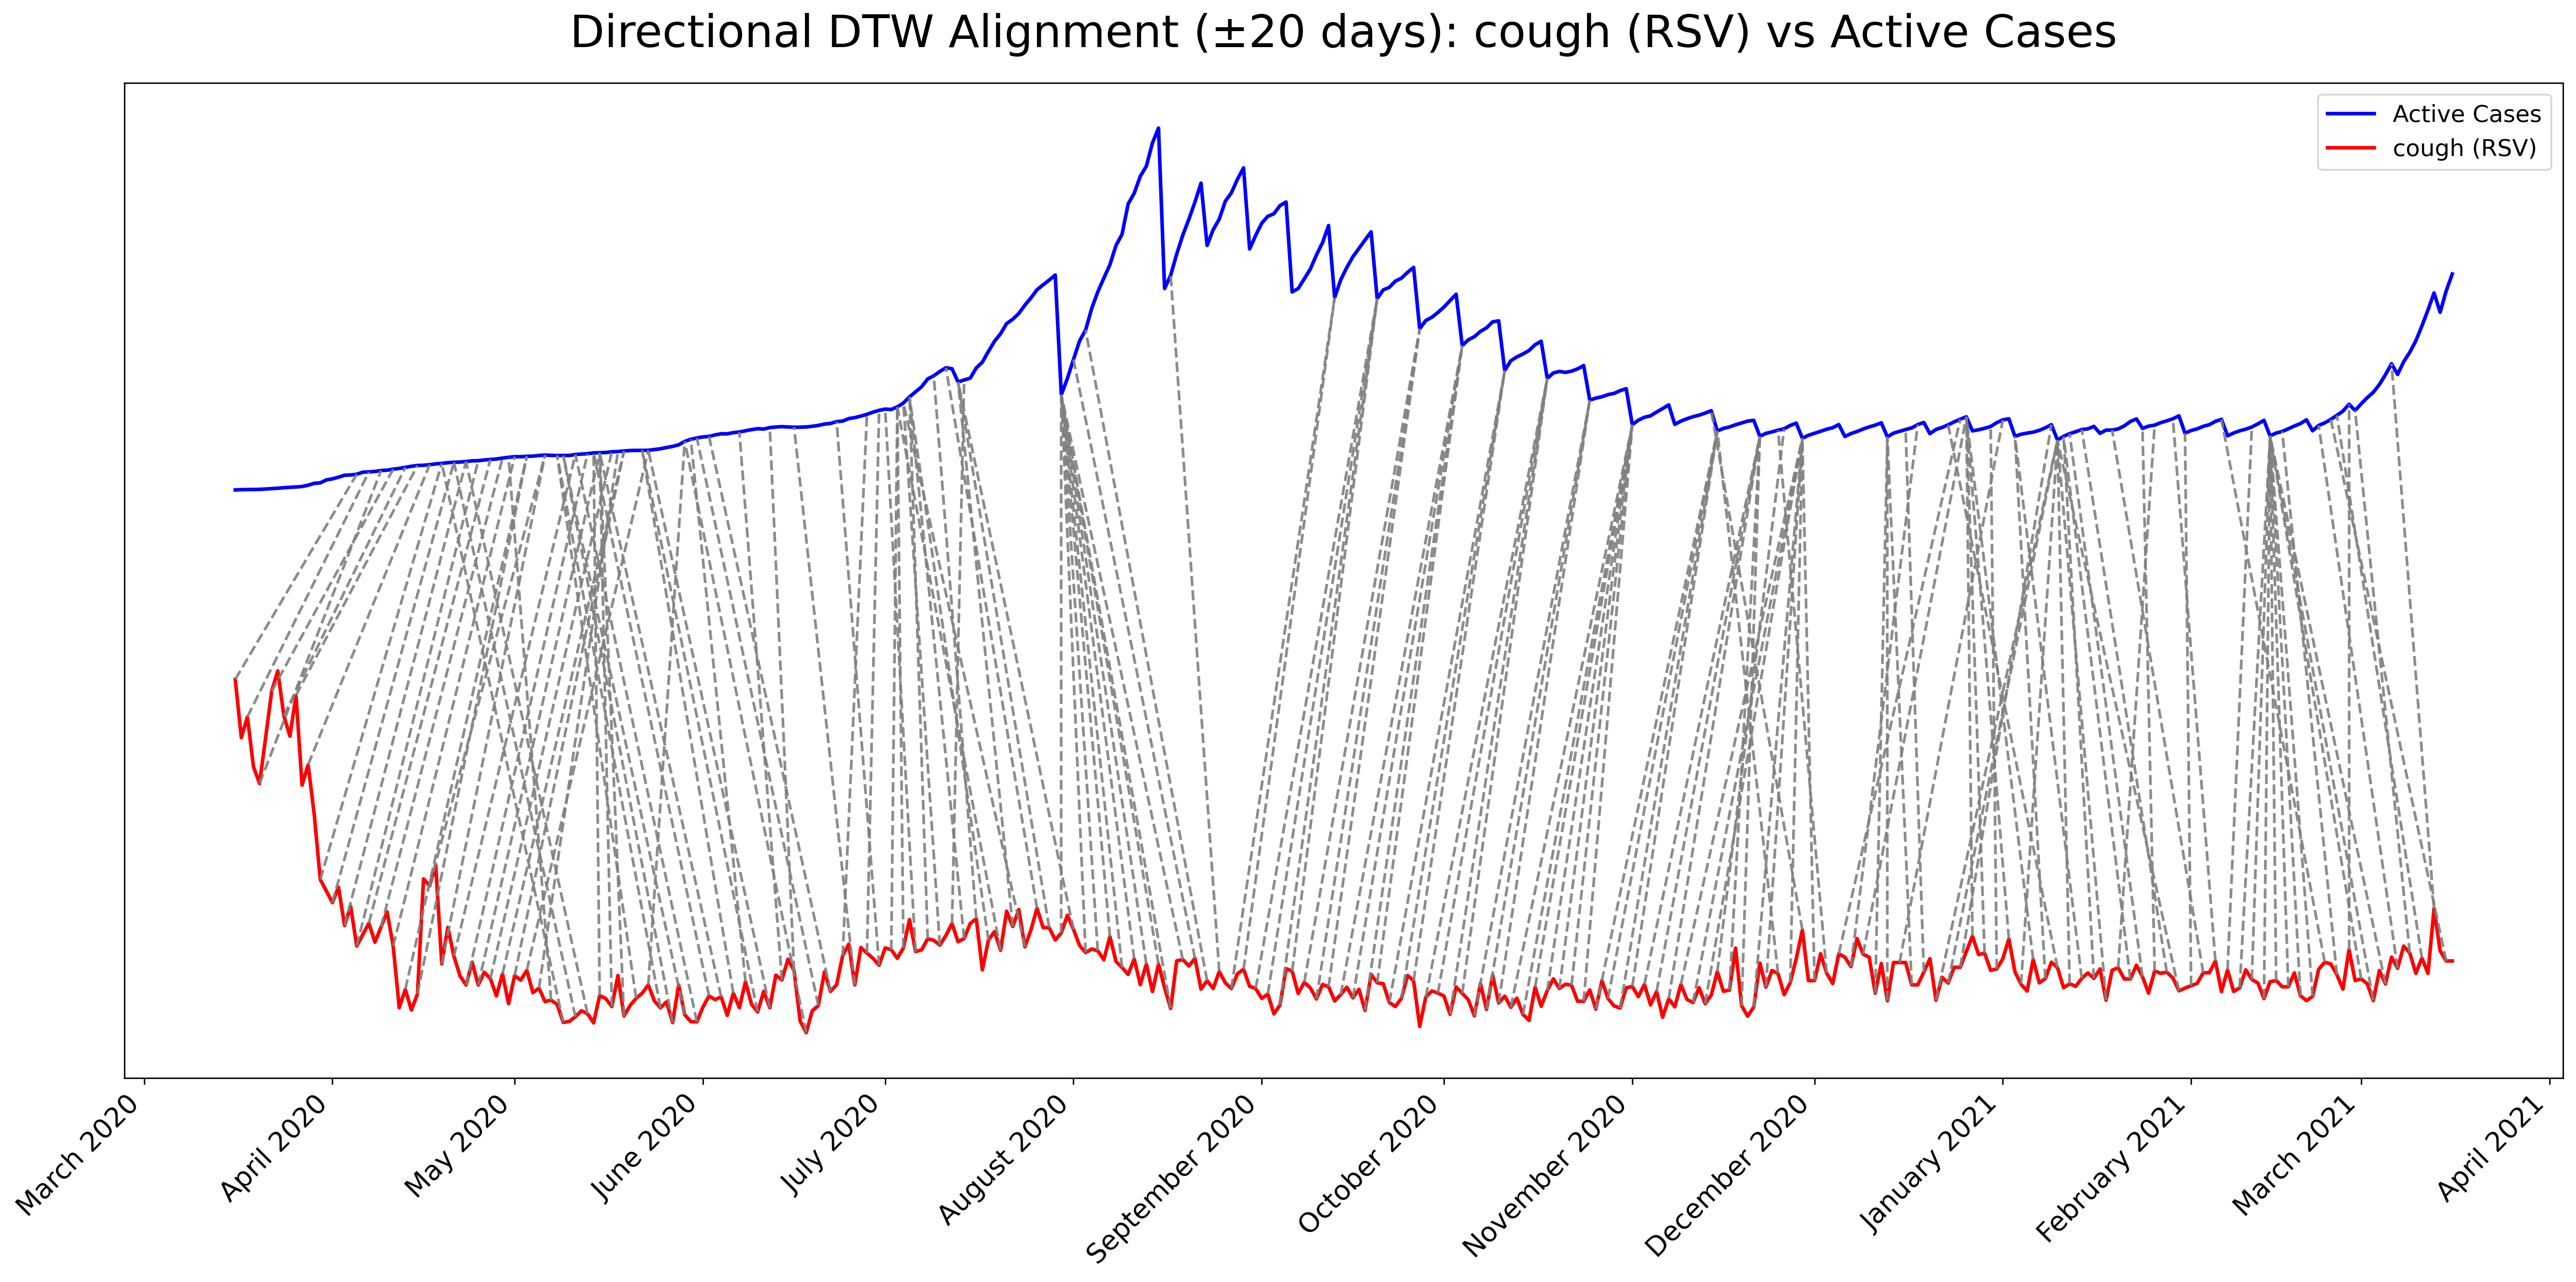 Directional DTW Alignment (±20 days): cough (RSV) vs Active Cases
Active Cases
cough (RSV)
March 2020
April 2020
May 2020
June 2020
July 2020
August 2020
September 2020
October 2020
November 2020
December 2020
January 2021
February 2021
March 2021
April 2021